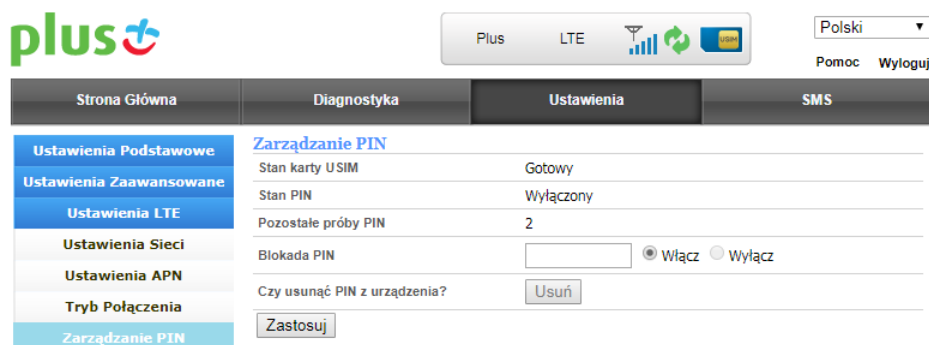 plus
Plus LTE USIM
Polski
Pomoc Wyloguj
Strona Główna Diagnostyka Ustawienia SMS
Ustawienia Podstawowe
Ustawienia Zaawansowane
Ustawienia LTE
Ustawienia Sieci
Ustawienia APN
Tryb Połączenia
Zarządzanie PIN
Zarządzanie PIN
Stan karty USIM Gotowy
Stan PIN Wyłączony
Pozostałe próby PIN 2
Blokada PIN Włącz Wyłącz
Czy usunąć PIN z urządzenia? Usuń
Zastosuj